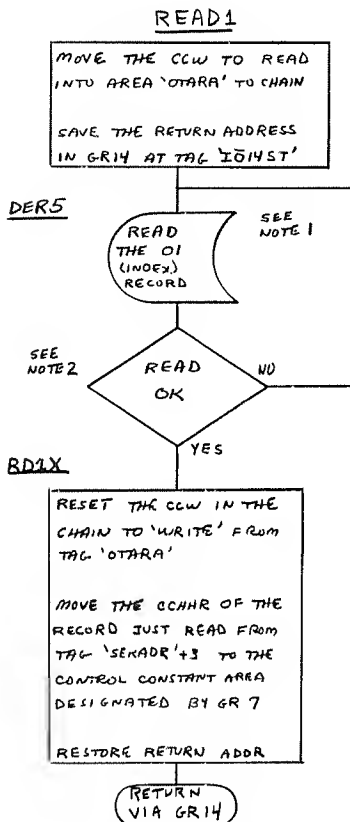 READ1
MOVE THE CCW TO READ
INTO AREA 'OTARA' TO CHAIN
SAVE THE RETURN ADDRESS
IN GR14 AT TAG 'IO14ST'
DER5
READ
THE 01
(INDEX)
RECORD
SEE
NOTE 1
SEE
NOTE 2
READ
OK
NO
YES
RD1X
RESET THE CCW IN THE
CHAIN TO 'WRITE' FROM
TAG 'OTARA'
MOVE THE CCHHR OF THE
RECORD JUST READ FROM
TAG 'SEKADR'+3 TO THE
CONTROL CONSTANT AREA
DESIGNATED BY GR 7
RESTORE RETURN ADDR
RETURN
VIA GR14